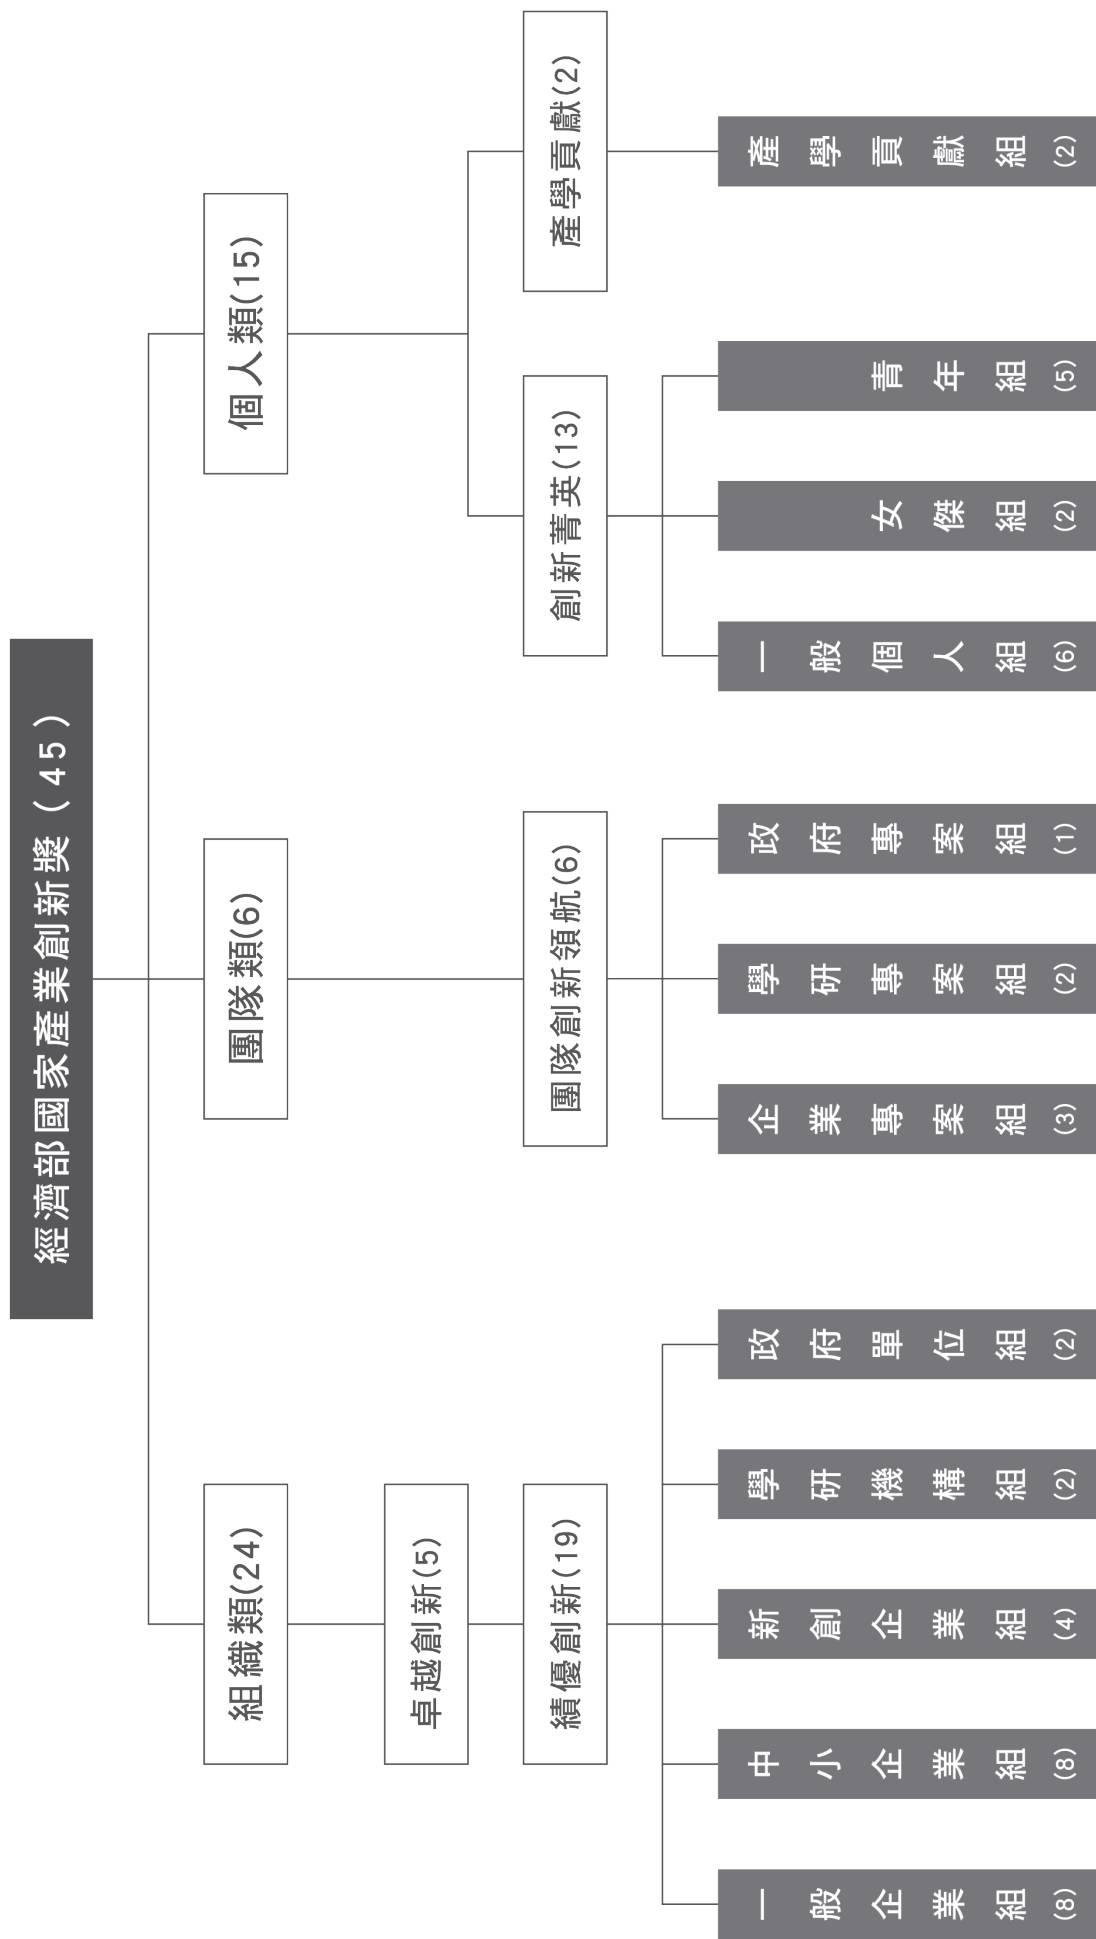 經濟部國家產業創新獎（45）
組織類(24)
團隊類(6)
個人類(15)
卓越創新(5)
績優創新(19)
團隊創新領航(6)
創新菁英(13)
產學貢獻(2)
一般企業組(8)
中小企業組(8)
新創企業組(4)
學研機構組(2)
政府單位組(2)
企業專案組(3)
學研專案組(2)
政府專案組(1)
一般個人組(6)
女傑組(2)
青年組(5)
產學貢獻組(2)